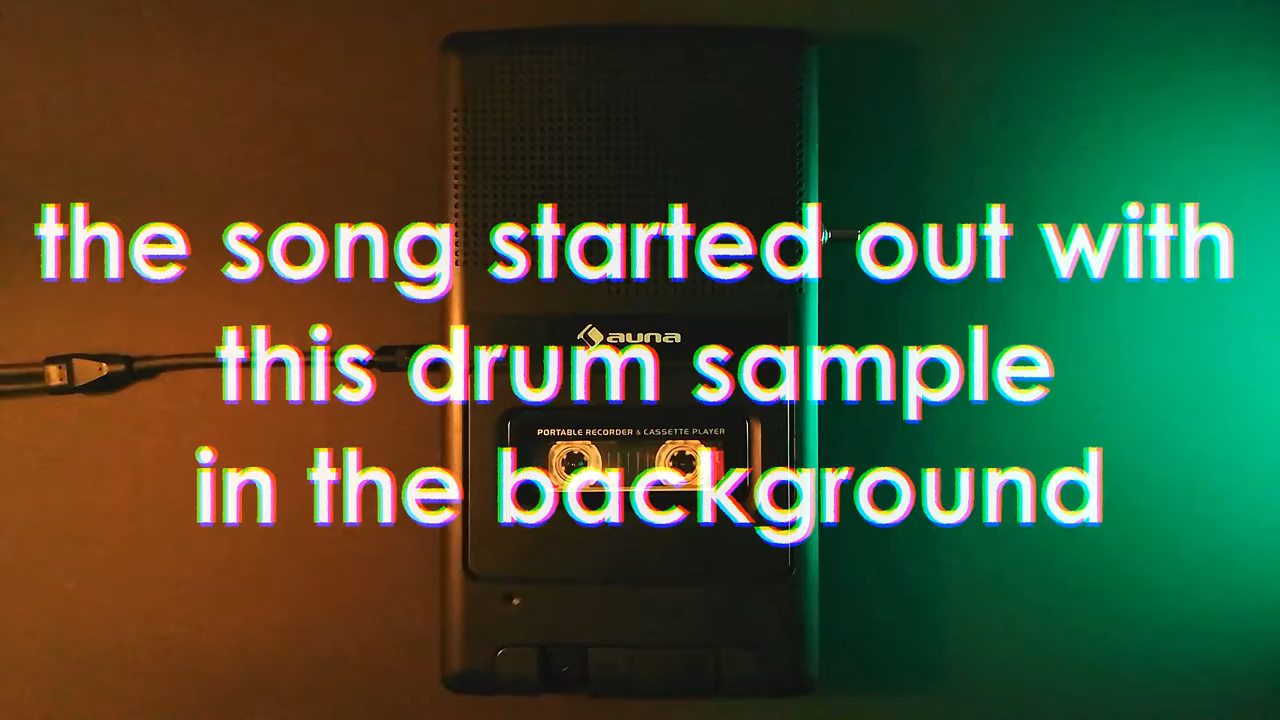 the song started out with
this drum sample
in the background
auna
PORTABLE RECORDER & CASSETTE PLAYER